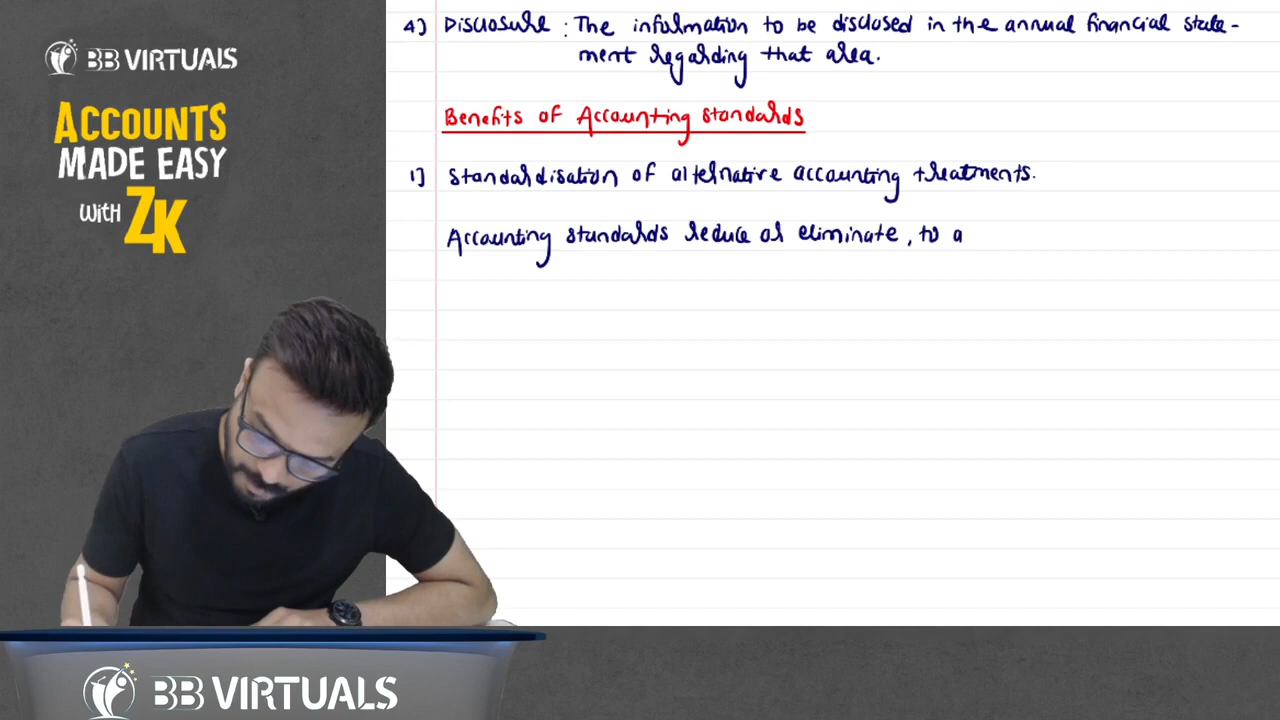 BB VIRTUALS
ACCOUNTS
MADE EASY
WITH ZK
4] Disclosure : The information to be disclosed in the annual financial state-
ment regarding that area.
Benefits of Accounting standards
1] Standardisation of alternative accounting treatments.
Accounting standards reduce or eliminate, to a
BB VIRTUALS